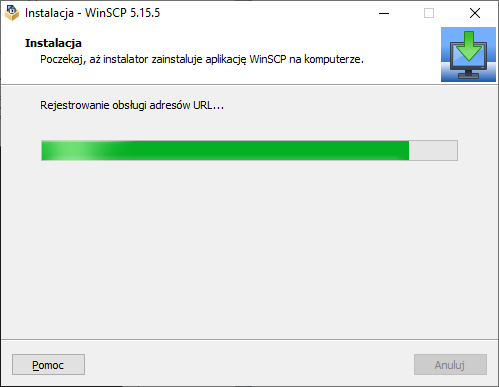 Instalacja - WinSCP 5.15.5
Instalacja
Poczekaj, aż instalator zainstaluje aplikację WinSCP na komputerze.
Rejestrowanie obsługi adresów URL...
Pomoc
Anuluj